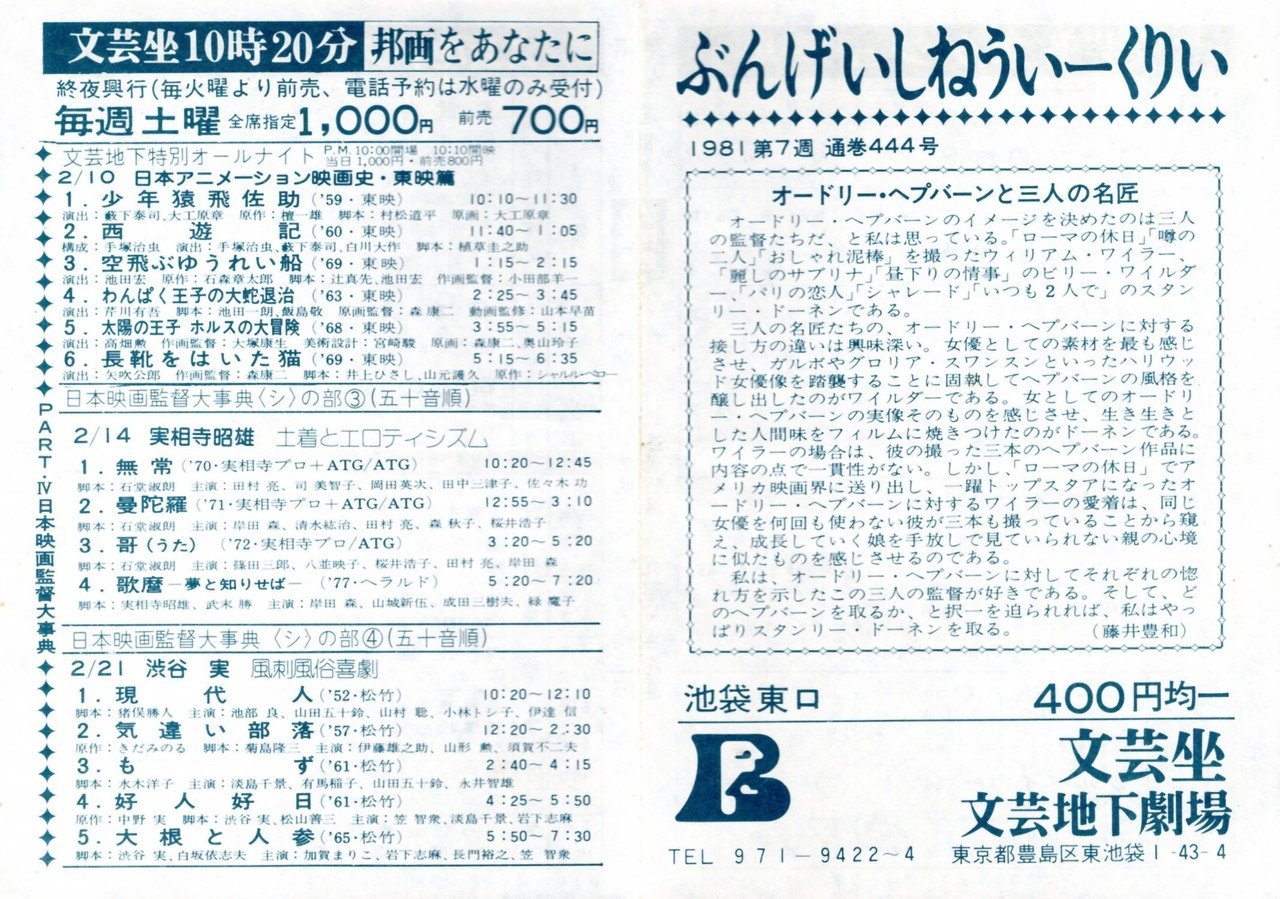 文芸坐10時20分 邦画をあなたに
終夜興行(毎火曜より前売、電話予約は水曜のみ受付)
毎週土曜 全席指定1,000円 前売700円
文芸地下特別オールナイト P.M.10:00開場 10:10開映
当日1,000円・前売800円
2/10 日本アニメーション映画史・東映篇
1. 少年猿飛佐助('59・東映) 10:10〜11:30
演出：藪下泰司、大工原章 原作：檀一雄 脚本：村松道平 原画：大工原章
2. 西遊記('60・東映) 11:40〜1:05
構成：手塚治虫 演出：手塚治虫、藪下泰司、白川大作 脚本：植草圭之助
3. 空飛ぶゆうれい船('69・東映) 1:15〜2:15
演出：池田宏 原作：石森章太郎 脚本：辻真先、池田宏 作画監督：小田部羊一
4. わんぱく王子の大蛇退治('63・東映) 2:25〜3:45
演出：芹川有吾 脚本：池田一朗、飯島敬 原画監督：森 康二 動画監修：山本早苗
5. 太陽の王子 ホルスの大冒険('68・東映) 3:55〜5:15
演出：高畑勲 作画監督：大塚康生 美術設計：宮崎駿 原画：森康二、奥山玲子
6. 長靴をはいた猫('69・東映) 5:15〜6:35
演出：矢吹公郎 作画監督：森康二 脚本：井上ひさし、山元護久 原作：シャルル・ペロー
日本映画監督大事典〈シ〉の部③(五十音順)
2/14 実相寺昭雄 土着とエロティシズム
1. 無常('70・実相寺プロ+ATG/ATG) 10:20〜12:45
脚本：石堂淑朗 主演：田村 亮、司 美智子、岡田英次、田中三津子、佐々木 功
2. 曼陀羅('71・実相寺プロ+ATG/ATG) 12:55〜3:10
脚本：石堂淑朗 主演：岸田 森、清水紘治、田村 亮、森 秋子、桜井浩子
3. 哥(うた)('72・実相寺プロ/ATG) 3:20〜5:20
脚本：石堂淑朗 主演：篠田三郎、八並映子、桜井浩子、田村 亮、岸田 森
4. 歌麿―夢と知りせば―('77・ヘラルド) 5:20〜7:20
脚本：実相寺昭雄、武末 勝 主演：岸田 森、山城新伍、成田三樹夫、緑 魔子
日本映画監督大事典〈シ〉の部④(五十音順)
2/21 渋谷 実 風刺風俗喜劇
1. 現代人('52・松竹) 10:20〜12:10
脚本：猪俣勝人 主演：池部 良、山田五十鈴、山村 聡、小林トシ子、伊達 信
2. 気違い部落('57・松竹) 12:20〜2:30
原作：きだみのる 脚本：菊島隆三 主演：伊藤雄之助、山形 勲、須賀不二夫
3. もず('61・松竹) 2:40〜4:15
脚本：水木洋子 主演：淡島千景、有馬稲子、山田五十鈴、永井智雄
4. 好人好日('61・松竹) 4:25〜5:50
原作：中野 実 脚本：渋谷 実、松山善三 主演：笠 智衆、淡島千景、岩下志麻
5. 大根と人参('65・松竹) 5:50〜7:30
脚本：渋谷 実、白坂依志夫 主演：加賀まりこ、岩下志麻、長門裕之、笠 智衆
PART・Ⅳ日本映画監督大事典
ぶんげいしねうぃーくりい
1981 第7週 通巻444号
オードリー・ヘプバーンと三人の名匠
オードリー・ヘプバーンのイメージを決めたのは三人
の監督たちだ、と私は思っている。「ローマの休日」「噂の
二人」「おしゃれ泥棒」を撮ったウィリアム・ワイラー、
「麗しのサブリナ」「昼下りの情事」のビリー・ワイルダ
ー、「パリの恋人」「シャレード」「いつも2人で」のスタン
リー・ドーネンである。
三人の名匠たちの、オードリー・ヘプバーンに対する
接し方の違いは興味深い。女優としての素材を最も感じ
させ、ガルボやグロリア・スワンスンといったハリウッ
ド女優像を踏襲することに固執してヘプバーンの風格を
醸し出したのがワイルダーである。女としてのオードリ
ー・ヘプバーンの実像そのものを感じさせ、生き生きと
した人間味をフィルムに焼きつけたのがドーネンである。
ワイラーの場合は、彼の撮った三本のヘプバーン作品に
内容の点で一貫性がない。しかし、「ローマの休日」でア
メリカ映画界に送り出し、一躍トップスタアになったオ
ードリー・ヘプバーンに対するワイラーの愛着は、同じ
女優を何回も使わない彼が三本も撮っていることから窺
え、成長していく娘を手放しで見ていられない親の心境
に似たものを感じさせるのである。
私は、オードリー・ヘプバーンに対してそれぞれの惚
れ方を示したこの三人の監督が好きである。そして、ど
のヘプバーンを取るか、と択一を迫られれば、私はやっ
ぱりスタンリー・ドーネンを取る。 (藤井豊和)
池袋東口 400円均一
B
文芸坐
文芸地下劇場
TEL 971-9422〜4 東京都豊島区東池袋1-43-4